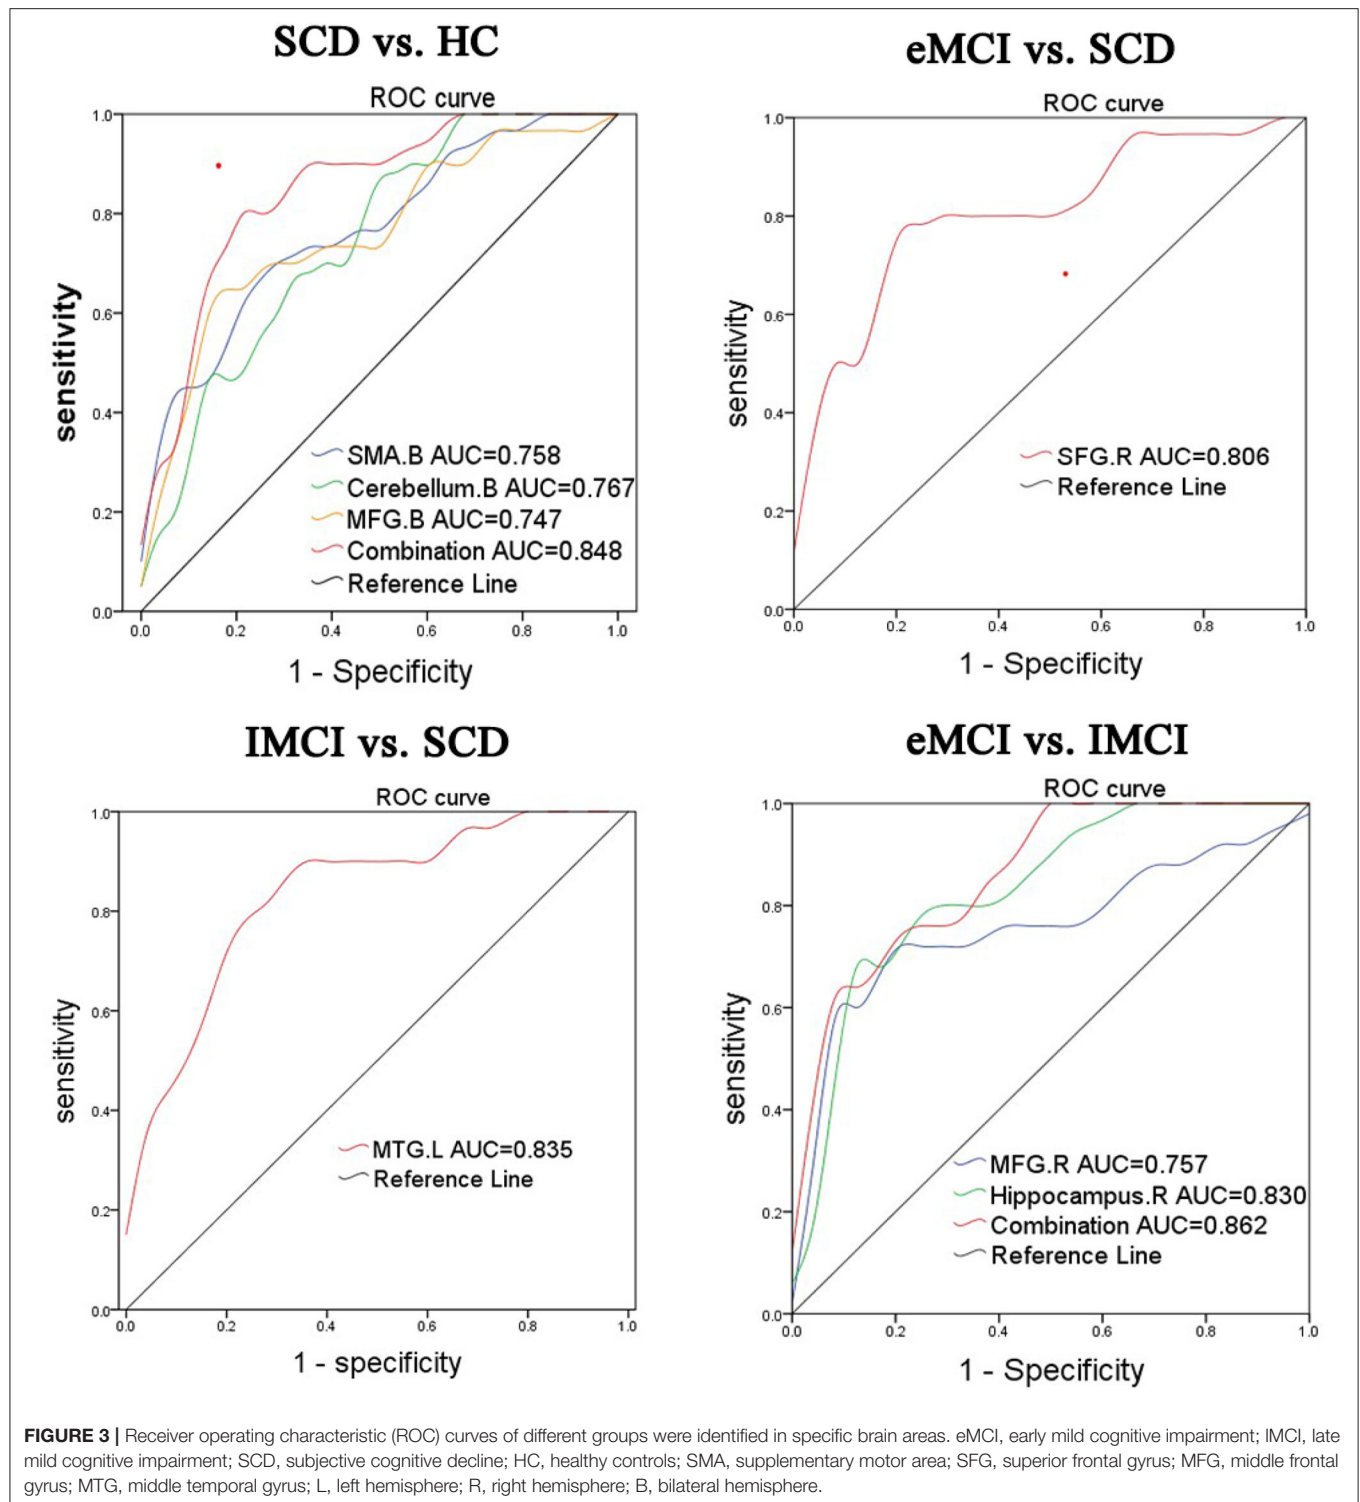 SCD vs. HC
ROC curve
1.0
0.8
0.6
0.4
0.2
0.0
sensitivity
SMA.B AUC=0.758
Cerebellum.B AUC=0.767
MFG.B AUC=0.747
Combination AUC=0.848
Reference Line
0.0 0.2 0.4 0.6 0.8 1.0
1 - Specificity
eMCI vs. SCD
ROC curve
1.0
0.8
0.6
0.4
0.2
0.0
sensitivity
SFG.R AUC=0.806
Reference Line
0.0 0.2 0.4 0.6 0.8 1.0
1 - Specificity
lMCI vs. SCD
ROC curve
1.0
0.8
0.6
0.4
0.2
0.0
sensitivity
MTG.L AUC=0.835
Reference Line
0.0 0.2 0.4 0.6 0.8 1.0
1 - specificity
eMCI vs. lMCI
ROC curve
1.0
0.8
0.6
0.4
0.2
0.0
sensitivity
MFG.R AUC=0.757
Hippocampus.R AUC=0.830
Combination AUC=0.862
Reference Line
0.0 0.2 0.4 0.6 0.8 1.0
1 - Specificity
FIGURE 3 | Receiver operating characteristic (ROC) curves of different groups were identified in specific brain areas. eMCI, early mild cognitive impairment; lMCI, late
mild cognitive impairment; SCD, subjective cognitive decline; HC, healthy controls; SMA, supplementary motor area; SFG, superior frontal gyrus; MFG, middle frontal
gyrus; MTG, middle temporal gyrus; L, left hemisphere; R, right hemisphere; B, bilateral hemisphere.